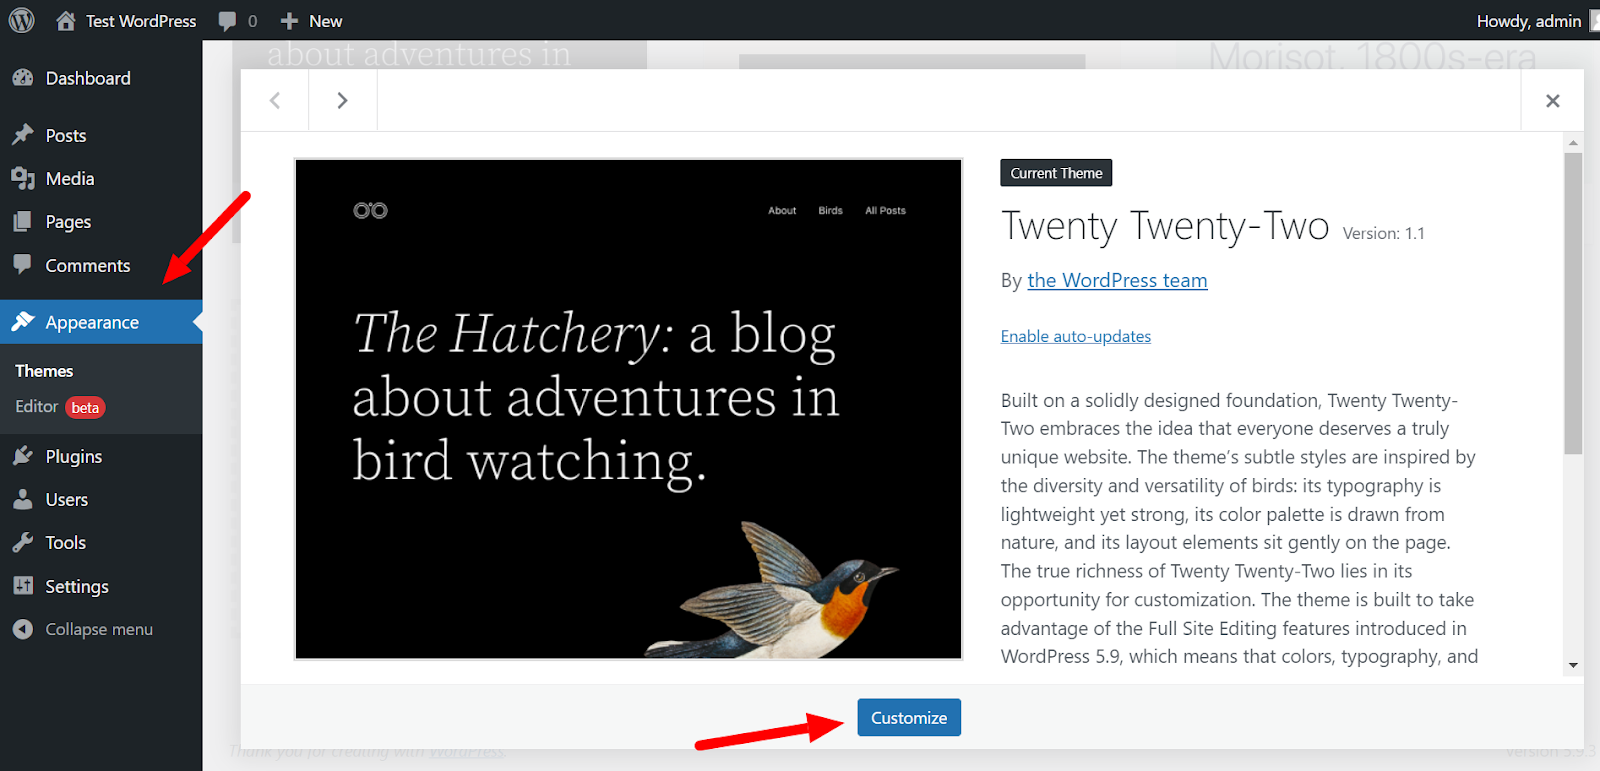 Test WordPress 0 New Howdy, admin
about adventures in
Morisot, 1800s-era
Dashboard
Posts
Media
Pages
Comments
Appearance
Themes
Editor beta
Plugins
Users
Tools
Settings
Collapse menu
About Birds All Posts
The Hatchery: a blog
about adventures in
bird watching.
Current Theme
Twenty Twenty-Two Version: 1.1
By the WordPress team
Enable auto-updates
Built on a solidly designed foundation, Twenty Twenty-
Two embraces the idea that everyone deserves a truly
unique website. The theme’s subtle styles are inspired by
the diversity and versatility of birds: its typography is
lightweight yet strong, its color palette is drawn from
nature, and its layout elements sit gently on the page.
The true richness of Twenty Twenty-Two lies in its
opportunity for customization. The theme is built to take
advantage of the Full Site Editing features introduced in
WordPress 5.9, which means that colors, typography, and
Customize
Thank you for creating with WordPress.
Version 5.9.3